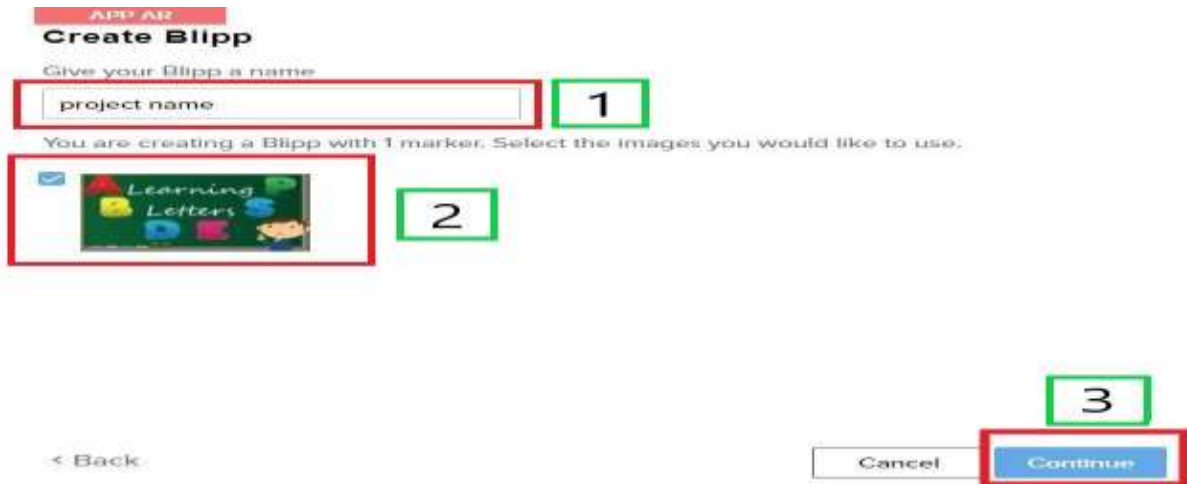 APP AR
Create Blipp
Give your Blipp a name
project name
1
You are creating a Blipp with 1 marker. Select the images you would like to use.
A Learning P
B Letters S
D E
2
3
< Back
Cancel
Continue